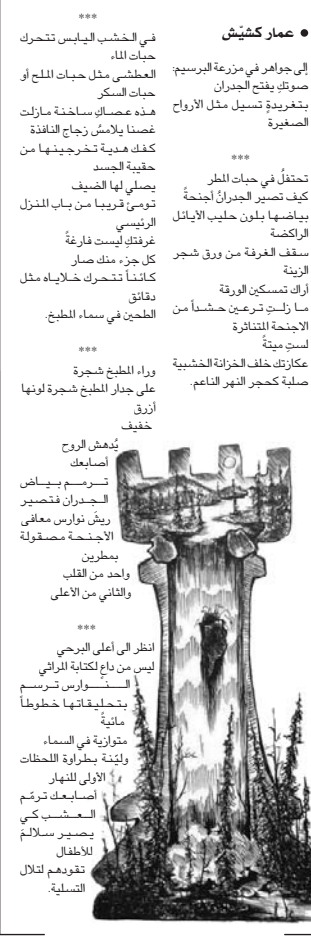 ● عمار كشيّش
إلى جواهر في مزرعة البرسيم:
صوتكِ يفتح الجدران
بتغريدةٍ تسيل مثل الأرواح
الصغيرة
***
تحتفلُ في حبات المطر
كيف تصير الجدرانُ أجنحةً
بياضها بلون حليب الآيائل
الراكضة
سقف الغرفة من ورق شجر
الزينة
أراك تمسكين الورقة
ما زلتِ ترعين حشداً من
الاجنحة المتناثرة
لستِ ميتةً
عكازتك خلف الخزانة الخشبية
صلبة كحجر النهر الناعم.
***
في الخشب اليابس تتحرك
حبات الماء
العطشى مثل حبات الملح أو
حبات السكر
هذه عصاكِ ساخنة مازلت
غصنا يلامسُ زجاج النافذة
كفك هدية تخرجينها من
حقيبة الجسد
يصلي لها الضيف
تومئ قريبا من باب المنزل
الرئيسي
غرفتكِ ليست فارغةً
كل جزء منك صار
كائناً تتحرك خلاياه مثل
دقائق
الطحين في سماء المطبخ.
***
وراء المطبخ شجرة
على جدار المطبخ شجرة لونها
أزرق
خفيف
يُدهش الروح
أصابعك
ترمم بياض
الجدران فتصير
ريشَ نوارس معافى
الأجنحة مصقولة
بمطرين
واحد من القلب
والثاني من الأعلى
***
انظر الى أعلى البرحي
ليس من داعٍ لكتابة المراثي
النوارس ترسم
بتحليقاتها خطوطاً
مائيةً
متوازية في السماء
وليّنة بطراوة اللحظات
الأولى للنهار
أصابعك ترمّم
العشب كي
يصير سلالمَ
للأطفال
تقودهم لتلال
التسلية.